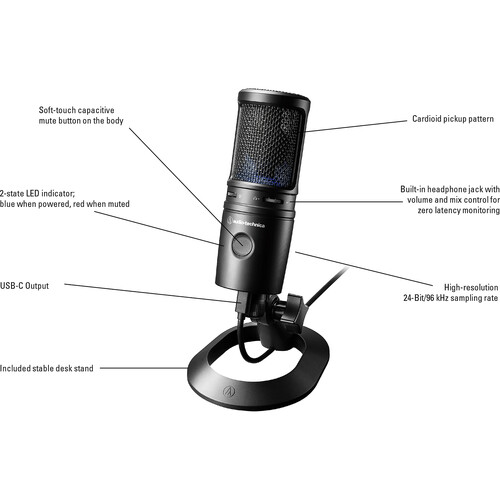 Soft-touch capacitive
mute button on the body
Cardioid pickup pattern
2-state LED indicator;
blue when powered, red when muted
Built-in headphone jack with
volume and mix control for
zero latency monitoring
audio-technica
USB-C Output
High-resolution
24-Bit/96 kHz sampling rate
Included stable desk stand